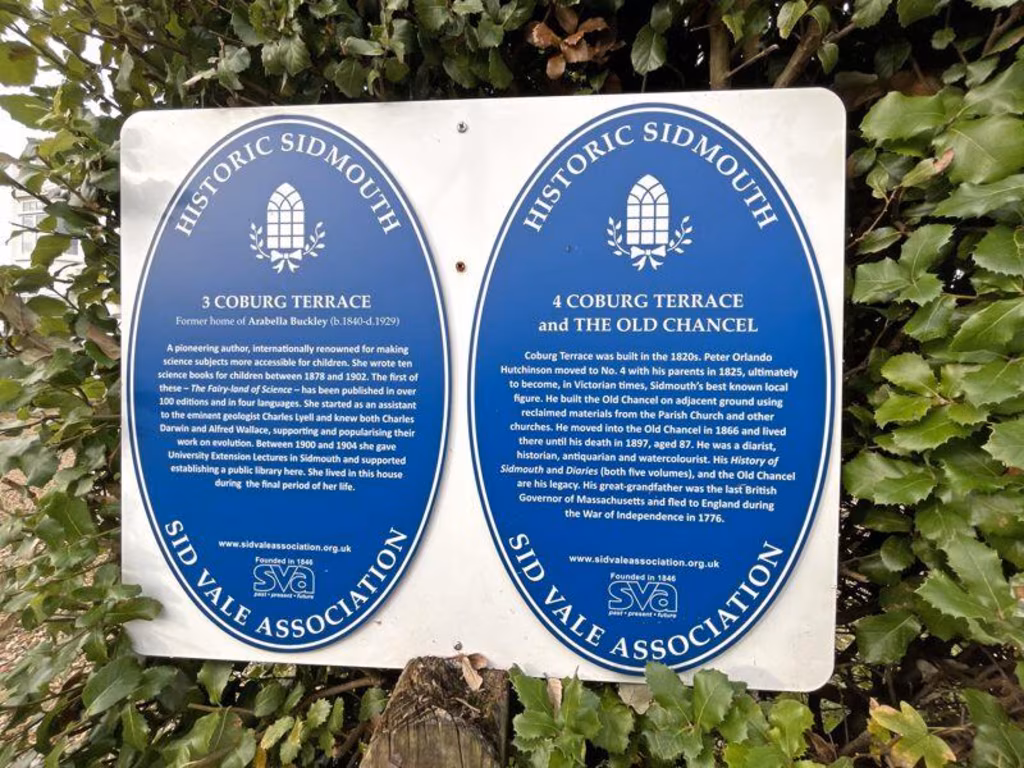 HISTORIC SIDMOUTH
3 COBURG TERRACE
Former home of Arabella Buckley (b.1840-d.1929)
A pioneering author, internationally renowned for making
science subjects more accessible for children. She wrote ten
science books for children between 1878 and 1902. The first of
these – The Fairy-land of Science – has been published in over
100 editions and in four languages. She started as an assistant
to the eminent geologist Charles Lyell and knew both Charles
Darwin and Alfred Wallace, supporting and popularising their
work on evolution. Between 1900 and 1904 she gave
University Extension Lectures in Sidmouth and supported
establishing a public library here. She lived in this house
during the final period of her life.
www.sidvaleassociation.org.uk
Founded in 1846
sva
past • present • future
SID VALE ASSOCIATION
HISTORIC SIDMOUTH
4 COBURG TERRACE
and THE OLD CHANCEL
Coburg Terrace was built in the 1820s. Peter Orlando
Hutchinson moved to No. 4 with his parents in 1825, ultimately
to become, in Victorian times, Sidmouth's best known local
figure. He built the Old Chancel on adjacent ground using
reclaimed materials from the Parish Church and other
churches. He moved into the Old Chancel in 1866 and lived
there until his death in 1897, aged 87. He was a diarist,
historian, antiquarian and watercolourist. His History of
Sidmouth and Diaries (both five volumes), and the Old Chancel
are his legacy. His great-grandfather was the last British
Governor of Massachusetts and fled to England during
the War of Independence in 1776.
www.sidvaleassociation.org.uk
Founded in 1846
sva
past • present • future
SID VALE ASSOCIATION